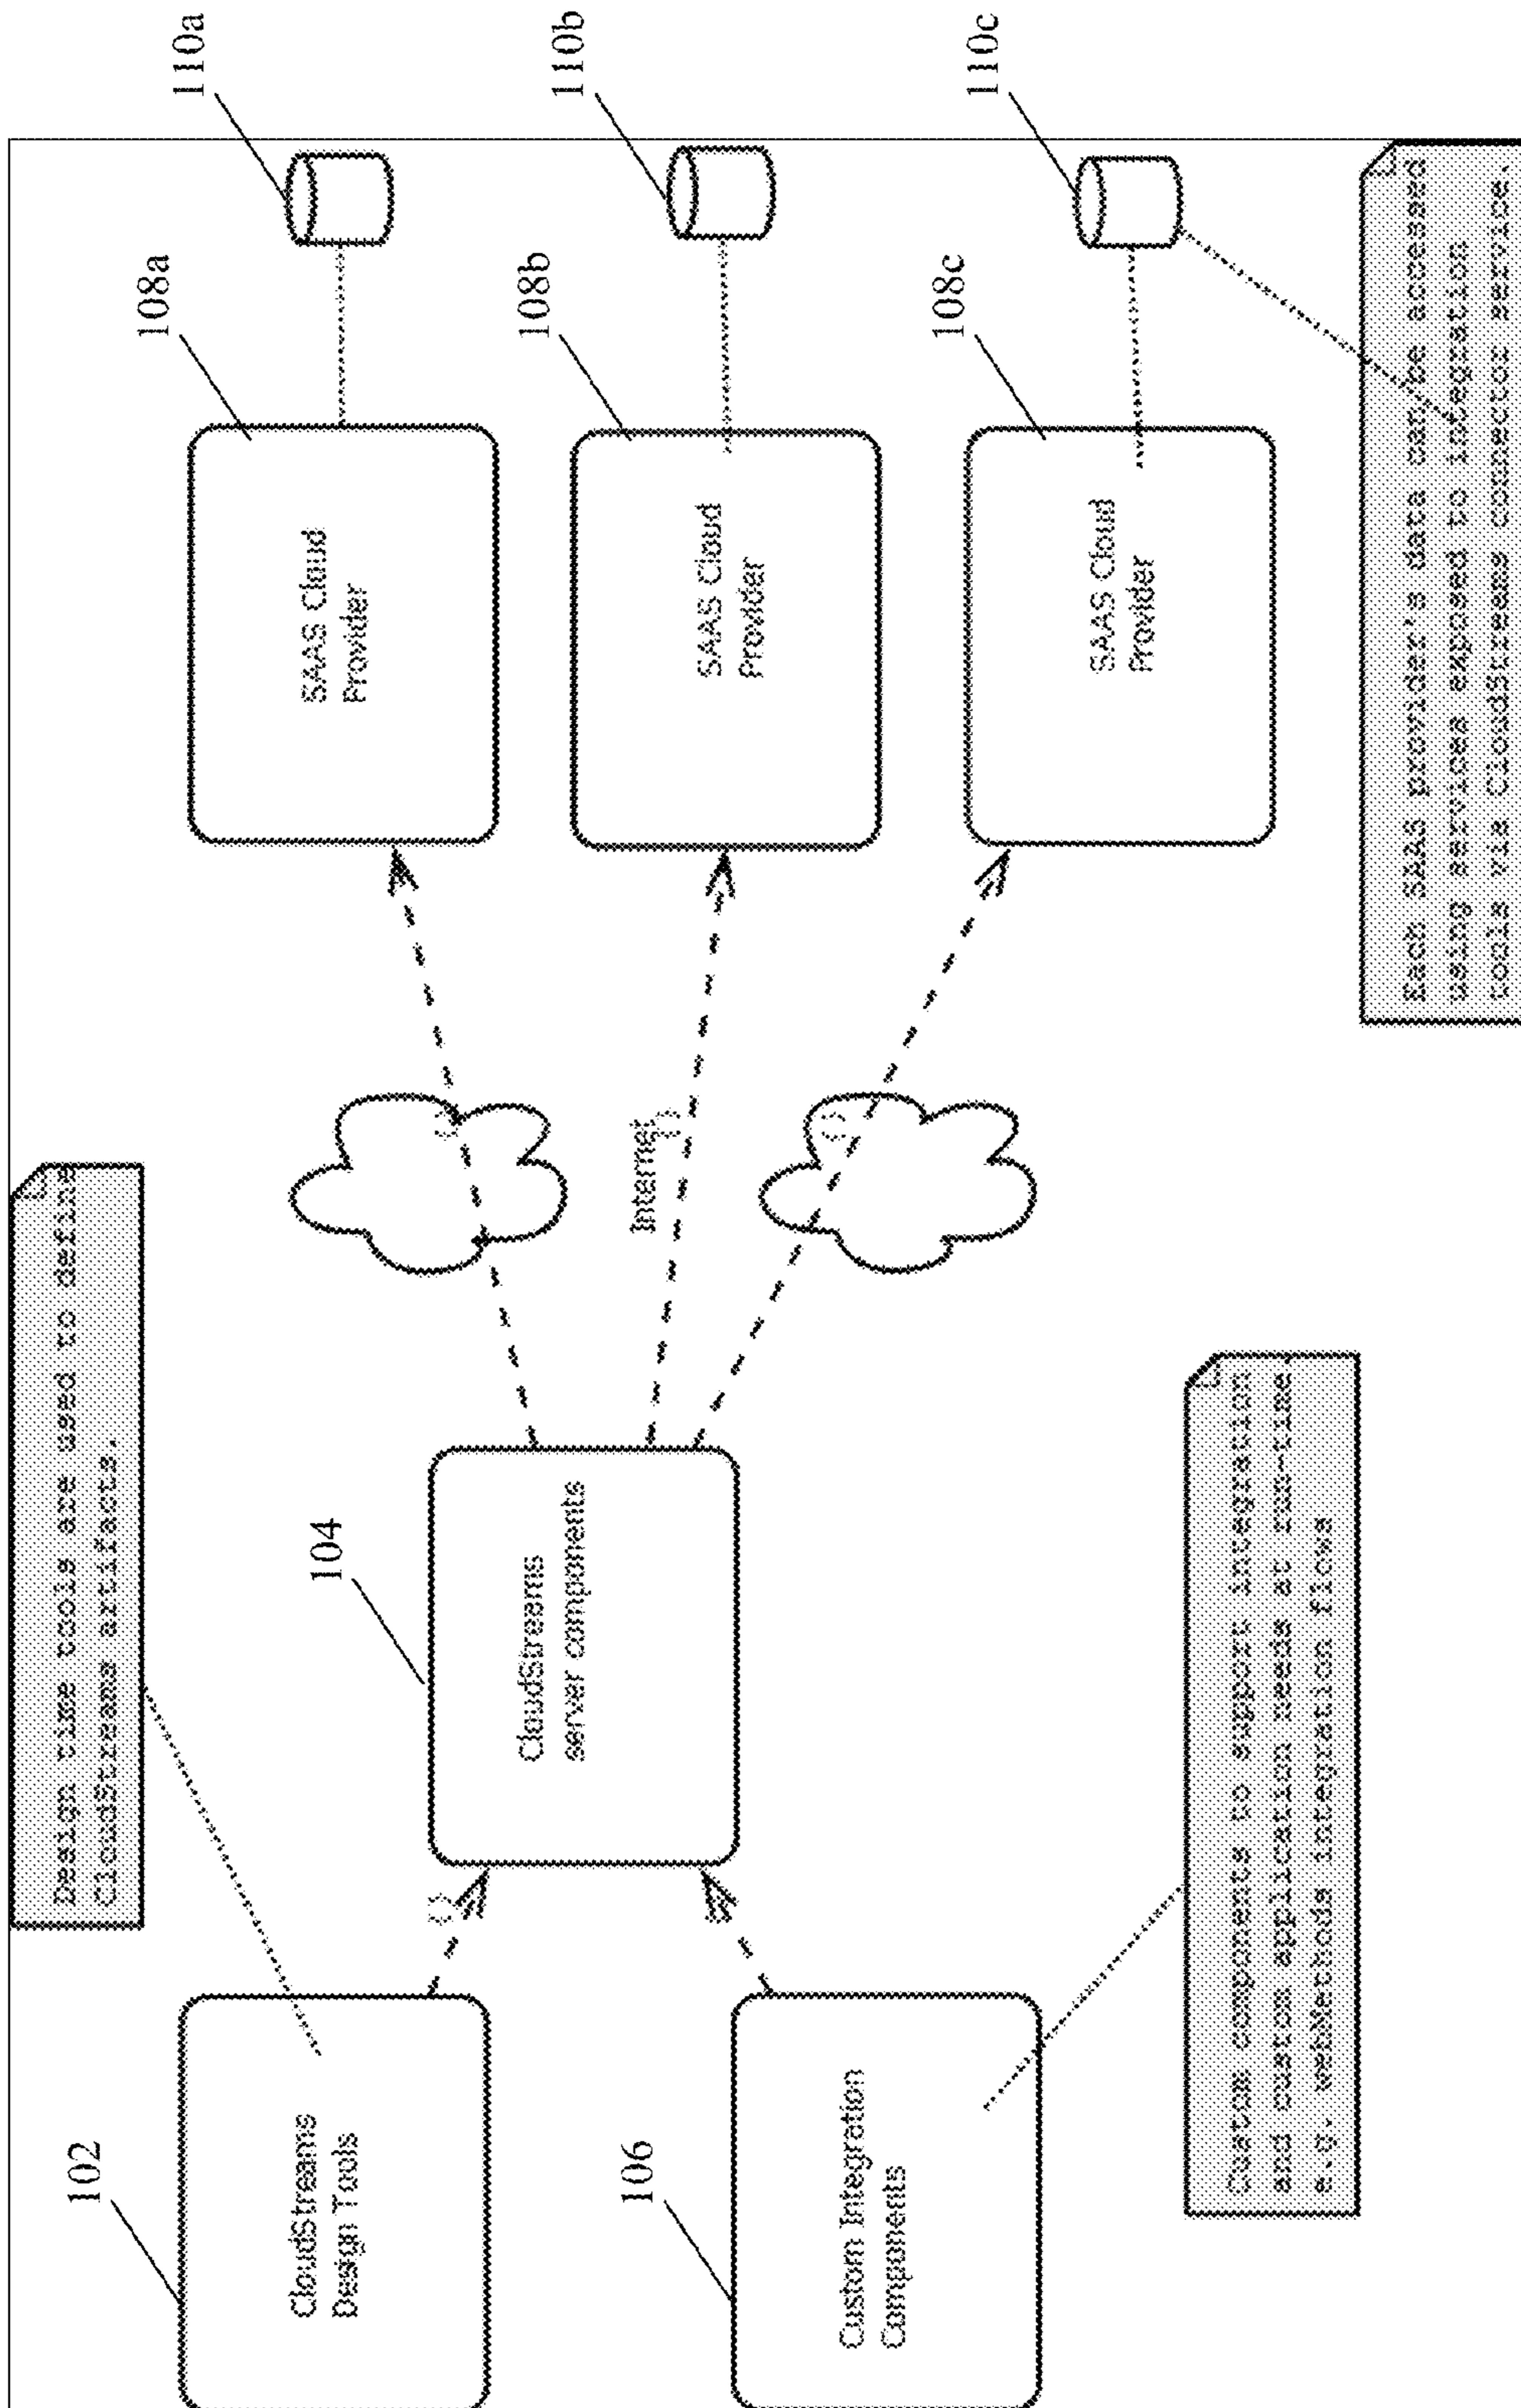 Design time tools are used to define
CloudStreams artifacts.
102
CloudStreams
Design Tools
104
CloudStreams
server components
106
Custom Integration
Components
Custom components to support integration
and custom application needs at run-time.
e.g. webMethods integration flows
Internet
{}
{}
{}
{}
108a
SAAS Cloud
Provider
110a
108b
SAAS Cloud
Provider
110b
108c
SAAS Cloud
Provider
110c
Each SAAS provider's data can be accessed
using services exposed to integration
tools via CloudStreams connector service.